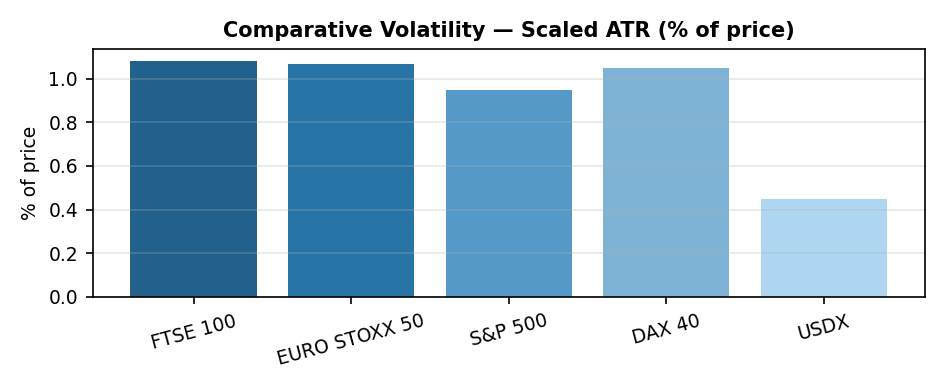 Comparative Volatility — Scaled ATR (% of price)
% of price
1.0
0.8
0.6
0.4
0.2
0.0
FTSE 100
EURO STOXX 50
S&P 500
DAX 40
USDX